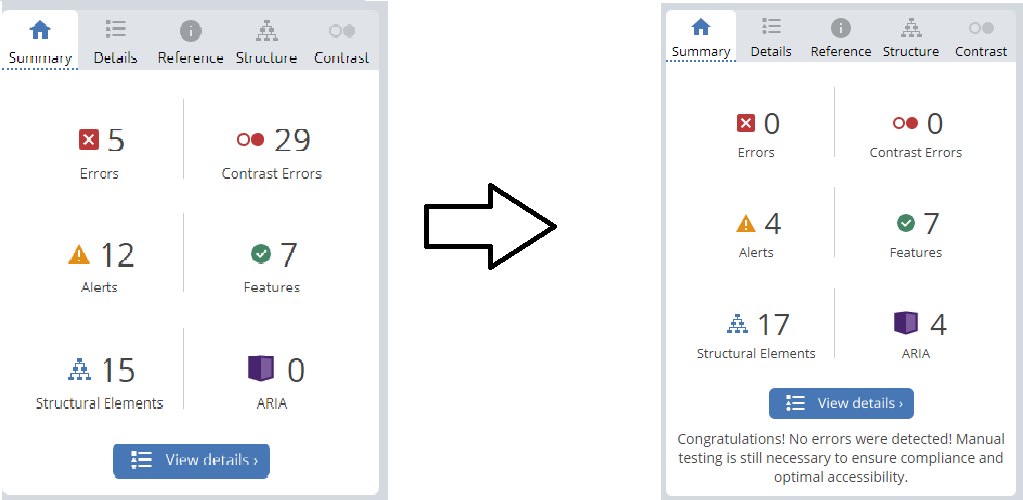 Summary Details Reference Structure Contrast
5 29
Errors Contrast Errors
12 7
Alerts Features
15 0
Structural Elements ARIA
View details ›
Summary Details Reference Structure Contrast
0 0
Errors Contrast Errors
4 7
Alerts Features
17 4
Structural Elements ARIA
View details ›
Congratulations! No errors were detected! Manual
testing is still necessary to ensure compliance and
optimal accessibility.